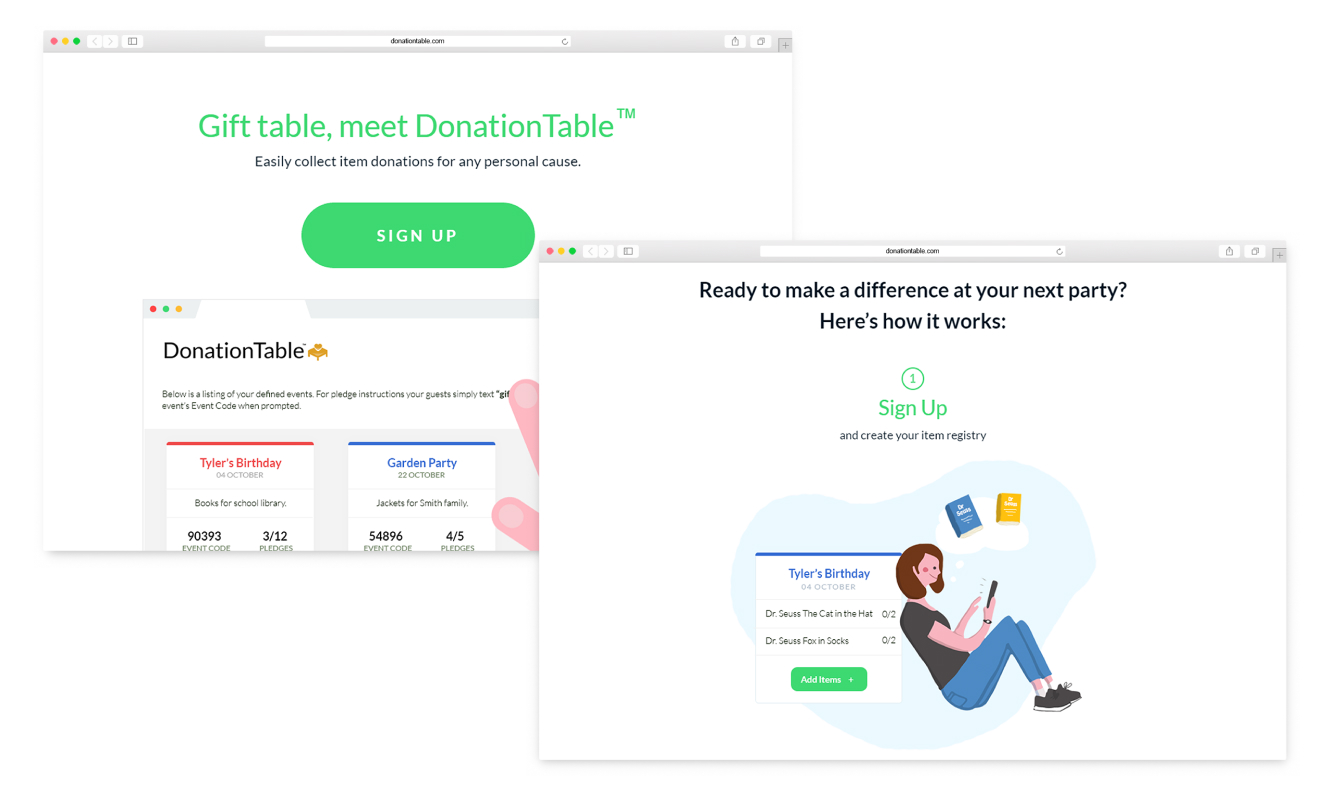 donationtable.com
Gift table, meet DonationTable™
Easily collect item donations for any personal cause.
SIGN UP
DonationTable™
Below is a listing of your defined events. For pledge instructions your guests simply text "gif
event's Event Code when prompted.
Tyler's Birthday
04 OCTOBER
Books for school library.
90393 3/12
EVENT CODE PLEDGES
Garden Party
22 OCTOBER
Jackets for Smith family.
54896 4/5
EVENT CODE PLEDGES
donationtable.com
Ready to make a difference at your next party?
Here's how it works:
1
Sign Up
and create your item registry
Dr
Seuss
Dr
Seuss
Tyler's Birthday
04 OCTOBER
Dr. Seuss The Cat in the Hat 0/2
Dr. Seuss Fox in Socks 0/2
Add Items +